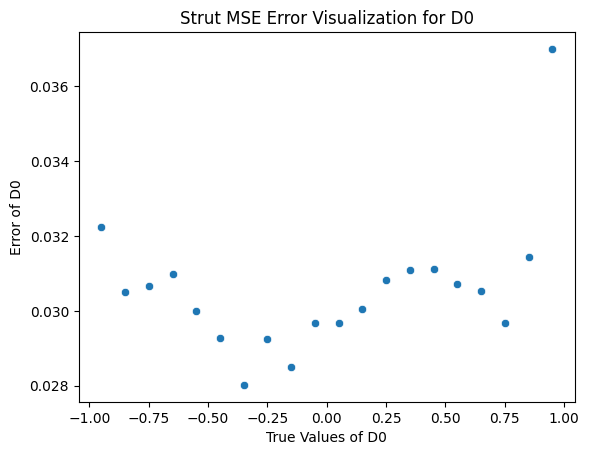 Strut MSE Error Visualization for D0
0.036
0.034
0.032
0.030
0.028
Error of D0
−1.00 −0.75 −0.50 −0.25 0.00 0.25 0.50 0.75 1.00
True Values of D0